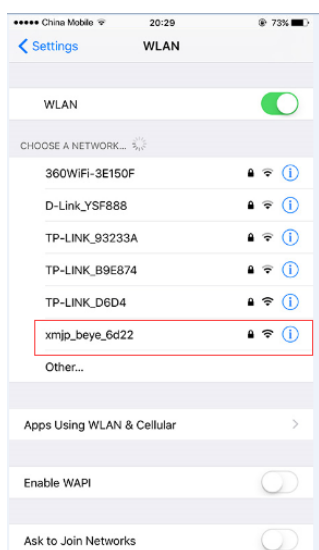 China Mobile 20:29 73%
Settings WLAN
WLAN
CHOOSE A NETWORK...
360WiFi-3E150F
D-Link_YSF888
TP-LINK_93233A
TP-LINK_B9E874
TP-LINK_D6D4
xmjp_beye_6d22
Other...
Apps Using WLAN & Cellular
Enable WAPI
Ask to Join Networks